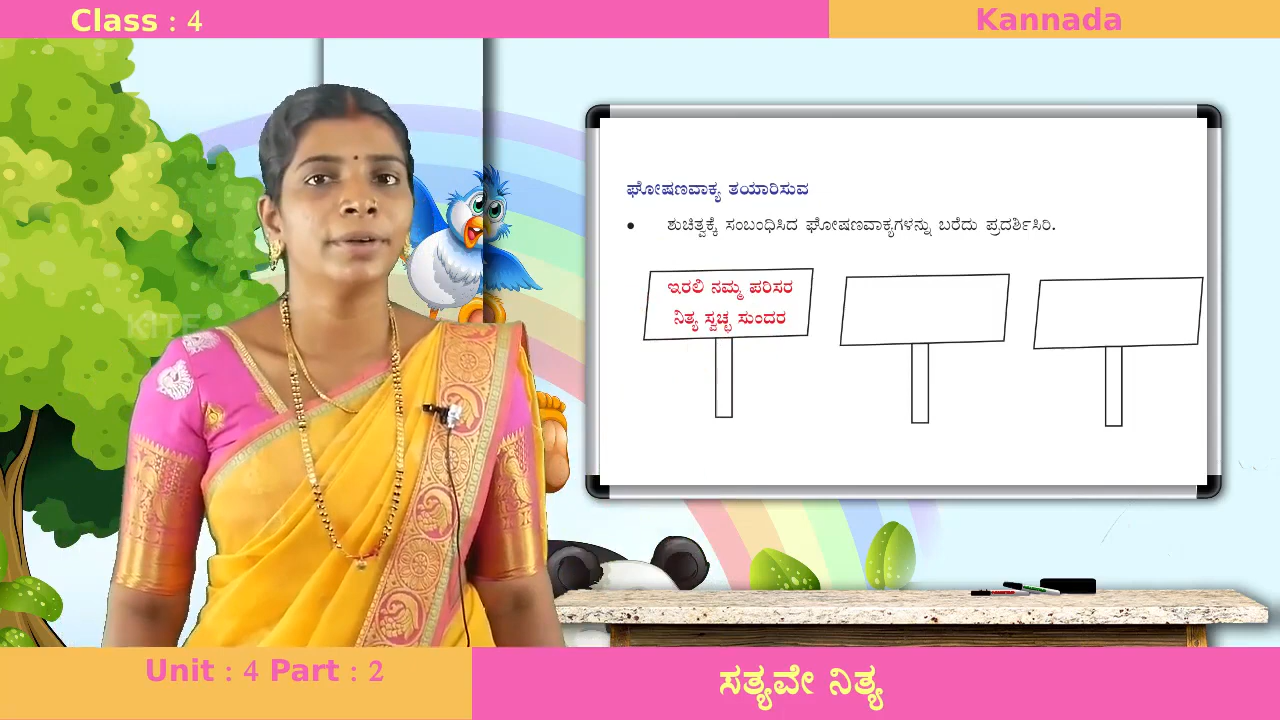 Class : 4
Kannada
ಘೋಷಣವಾಕ್ಯ ತಯಾರಿಸುವ
• ಶುಚಿತ್ವಕ್ಕೆ ಸಂಬಂಧಿಸಿದ ಘೋಷಣವಾಕ್ಯಗಳನ್ನು ಬರೆದು ಪ್ರದರ್ಶಿಸಿರಿ.
ಇರಲಿ ನಮ್ಮ ಪರಿಸರ
ನಿತ್ಯ ಸ್ವಚ್ಛ ಸುಂದರ
KITE
Unit : 4 Part : 2
ಸತ್ಯವೇ ನಿತ್ಯ